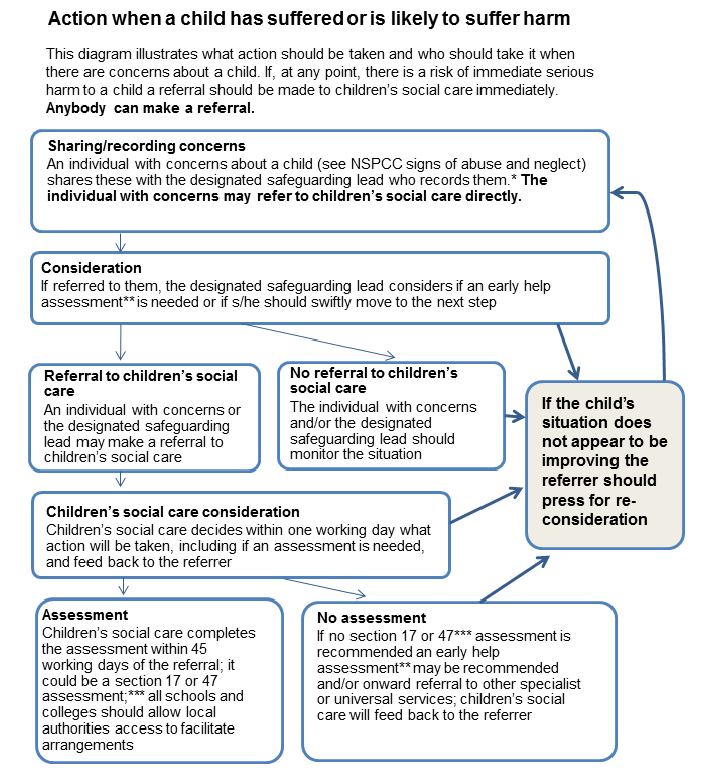 Action when a child has suffered or is likely to suffer harm
This diagram illustrates what action should be taken and who should take it when
there are concerns about a child. If, at any point, there is a risk of immediate serious
harm to a child a referral should be made to children's social care immediately.
Anybody can make a referral.
Sharing/recording concerns
An individual with concerns about a child (see NSPCC signs of abuse and neglect)
shares these with the designated safeguarding lead who records them.* The
individual with concerns may refer to children's social care directly.
Consideration
If referred to them, the designated safeguarding lead considers if an early help
assessment** is needed or if s/he should swiftly move to the next step
Referral to children's social
care
An individual with concerns or
the designated safeguarding
lead may make a referral to
children's social care
No referral to children's
social care
The individual with concerns
and/or the designated
safeguarding lead should
monitor the situation
If the child's
situation does
not appear to be
improving the
referrer should
press for re-
consideration
Children's social care consideration
Children's social care decides within one working day what
action will be taken, including if an assessment is needed,
and feed back to the referrer
Assessment
Children's social care completes
the assessment within 45
working days of the referral; it
could be a section 17 or 47
assessment;*** all schools and
colleges should allow local
authorities access to facilitate
arrangements
No assessment
If no section 17 or 47*** assessment is
recommended an early help
assessment** may be recommended
and/or onward referral to other specialist
or universal services; children's social
care will feed back to the referrer